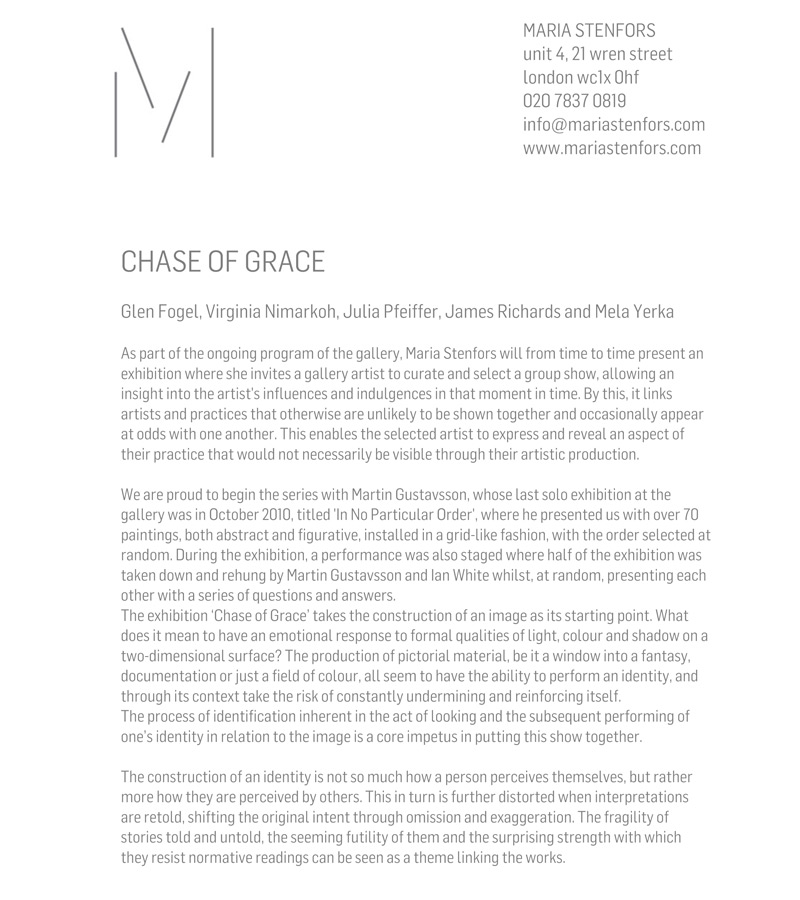 MARIA STENFORS
unit 4, 21 wren street
london wc1x 0hf
020 7837 0819
info@mariastenfors.com
www.mariastenfors.com
CHASE OF GRACE
Glen Fogel, Virginia Nimarkoh, Julia Pfeiffer, James Richards and Mela Yerka
As part of the ongoing program of the gallery, Maria Stenfors will from time to time present an
exhibition where she invites a gallery artist to curate and select a group show, allowing an
insight into the artist's influences and indulgences in that moment in time. By this, it links
artists and practices that otherwise are unlikely to be shown together and occasionally appear
at odds with one another. This enables the selected artist to express and reveal an aspect of
their practice that would not necessarily be visible through their artistic production.
We are proud to begin the series with Martin Gustavsson, whose last solo exhibition at the
gallery was in October 2010, titled 'In No Particular Order', where he presented us with over 70
paintings, both abstract and figurative, installed in a grid-like fashion, with the order selected at
random. During the exhibition, a performance was also staged where half of the exhibition was
taken down and rehung by Martin Gustavsson and Ian White whilst, at random, presenting each
other with a series of questions and answers.
The exhibition ‘Chase of Grace’ takes the construction of an image as its starting point. What
does it mean to have an emotional response to formal qualities of light, colour and shadow on a
two-dimensional surface? The production of pictorial material, be it a window into a fantasy,
documentation or just a field of colour, all seem to have the ability to perform an identity, and
through its context take the risk of constantly undermining and reinforcing itself.
The process of identification inherent in the act of looking and the subsequent performing of
one's identity in relation to the image is a core impetus in putting this show together.
The construction of an identity is not so much how a person perceives themselves, but rather
more how they are perceived by others. This in turn is further distorted when interpretations
are retold, shifting the original intent through omission and exaggeration. The fragility of
stories told and untold, the seeming futility of them and the surprising strength with which
they resist normative readings can be seen as a theme linking the works.